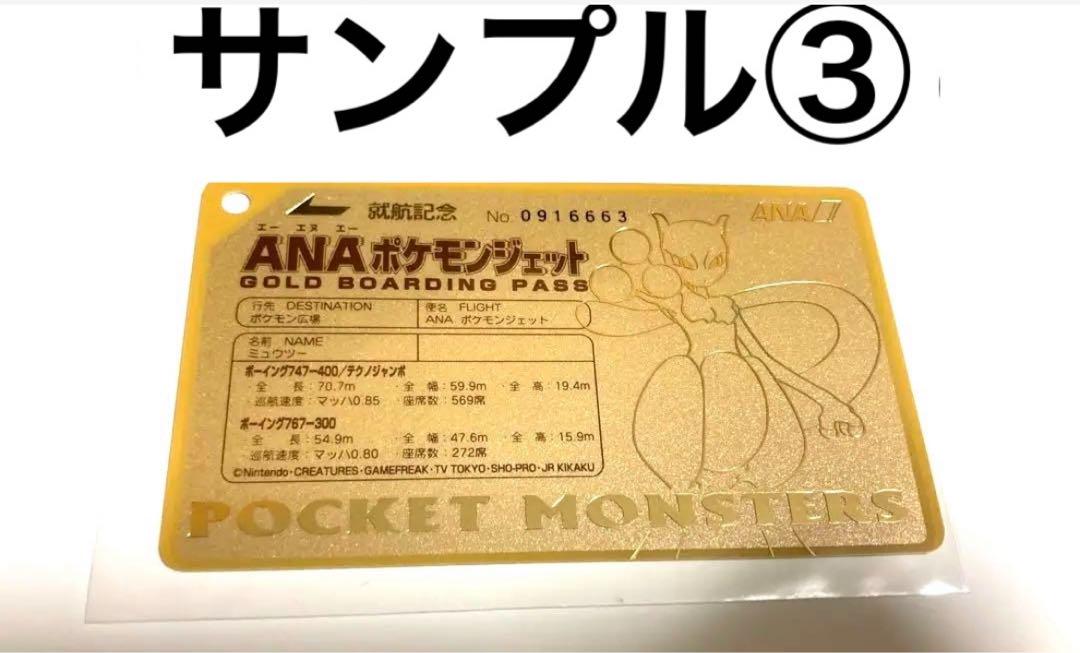 サンプル③
就航記念 No. 0916663
ANA
エー エヌ エー
ANAポケモンジェット
GOLD BOARDING PASS
行先 DESTINATION
ポケモン広場
便名 FLIGHT
ANA ポケモンジェット
名前 NAME
ミュウツー
ボーイング747-400/テクノジャンボ
・全 長：70.7m ・全 幅：59.9m ・全 高：19.4m
・巡航速度：マッハ0.85 ・座席数：569席
ボーイング767-300
・全 長：54.9m ・全 幅：47.6m ・全 高：15.9m
巡航速度：マッハ0.80 ・座席数：272席
©Nintendo・CREATURES・GAMEFREAK・TV TOKYO・SHO-PRO・JR KIKAKU
POCKET MONSTERS